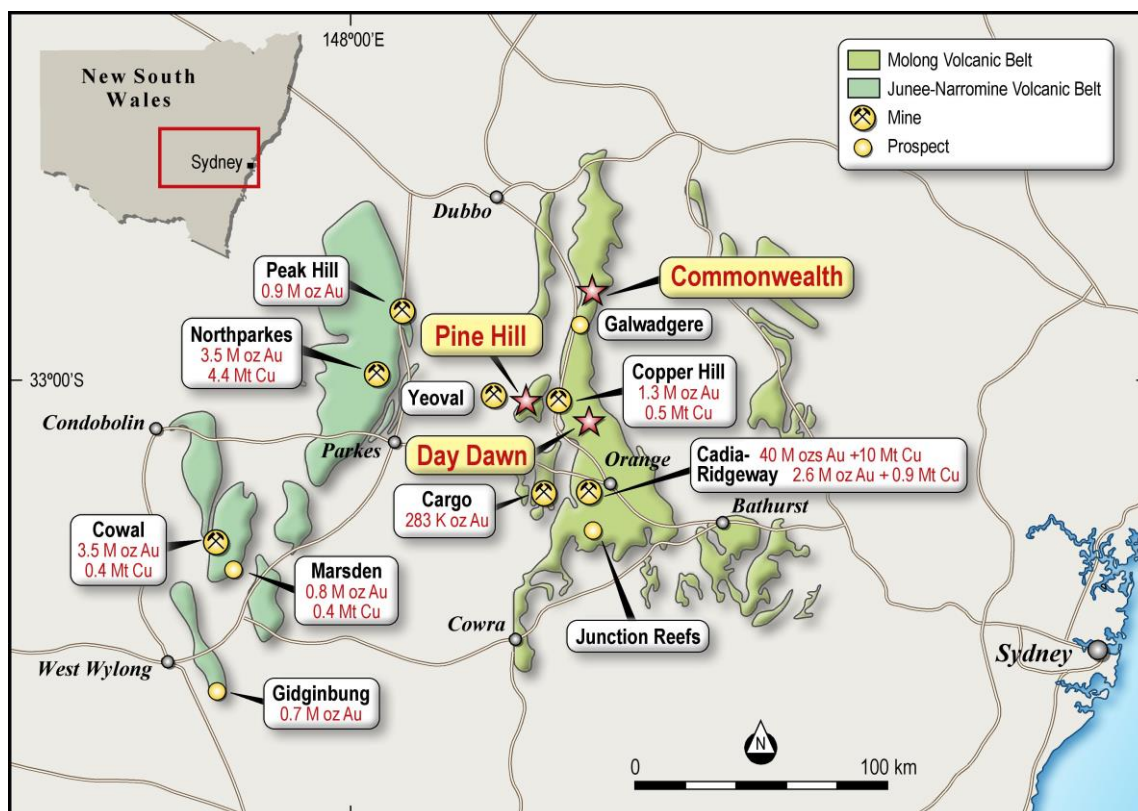 148°00'E
New South
Wales
Sydney
Molong Volcanic Belt
Junee-Narromine Volcanic Belt
Mine
Prospect
Dubbo
Peak Hill
0.9 M oz Au
Commonwealth
Northparkes
3.5 M oz Au
4.4 Mt Cu
Pine Hill
Galwadgere
33°00'S
Yeoval
Copper Hill
1.3 M oz Au
0.5 Mt Cu
Condobolin
Parkes
Day Dawn
Orange
Cadia-
Ridgeway
40 M ozs Au +10 Mt Cu
2.6 M oz Au + 0.9 Mt Cu
Cargo
283 K oz Au
Bathurst
Cowal
3.5 M oz Au
0.4 Mt Cu
Marsden
0.8 M oz Au
0.4 Mt Cu
Cowra
Junction Reefs
Sydney
West Wylong
Gidginbung
0.7 M oz Au
N
0
100 km